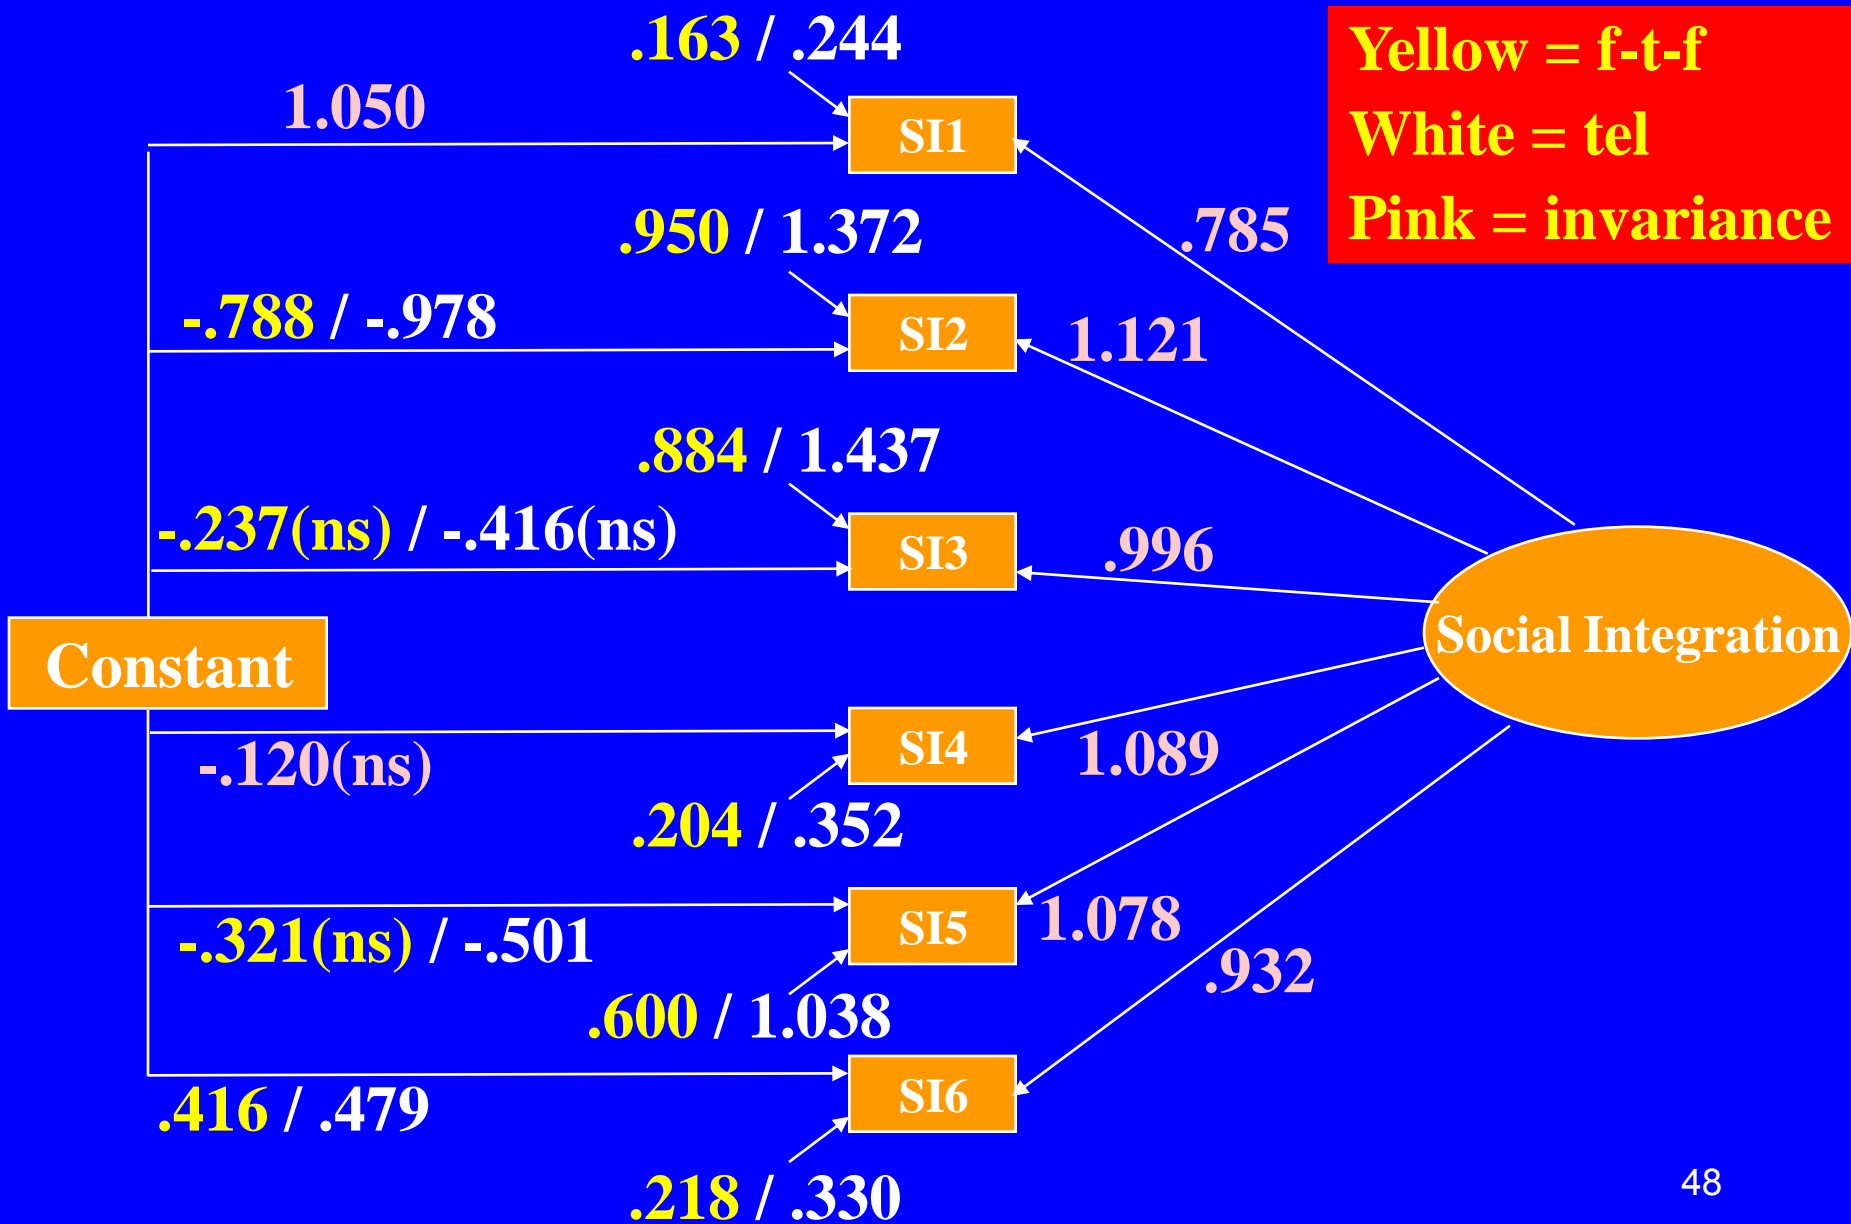 .163 / .244
Yellow = f-t-f
1.050
SI1
White = tel
Pink = invariance
.950 / 1.372
.785
-.788 / -.978
SI2
1.121
.884 / 1.437
-.237(ns) / -.416(ns)
SI3
.996
Constant
Social Integration
-.120(ns)
SI4
1.089
.204 / .352
-.321(ns) / -.501
SI5
1.078
.932
.600 / 1.038
.416 / .479
SI6
.218 / .330
48